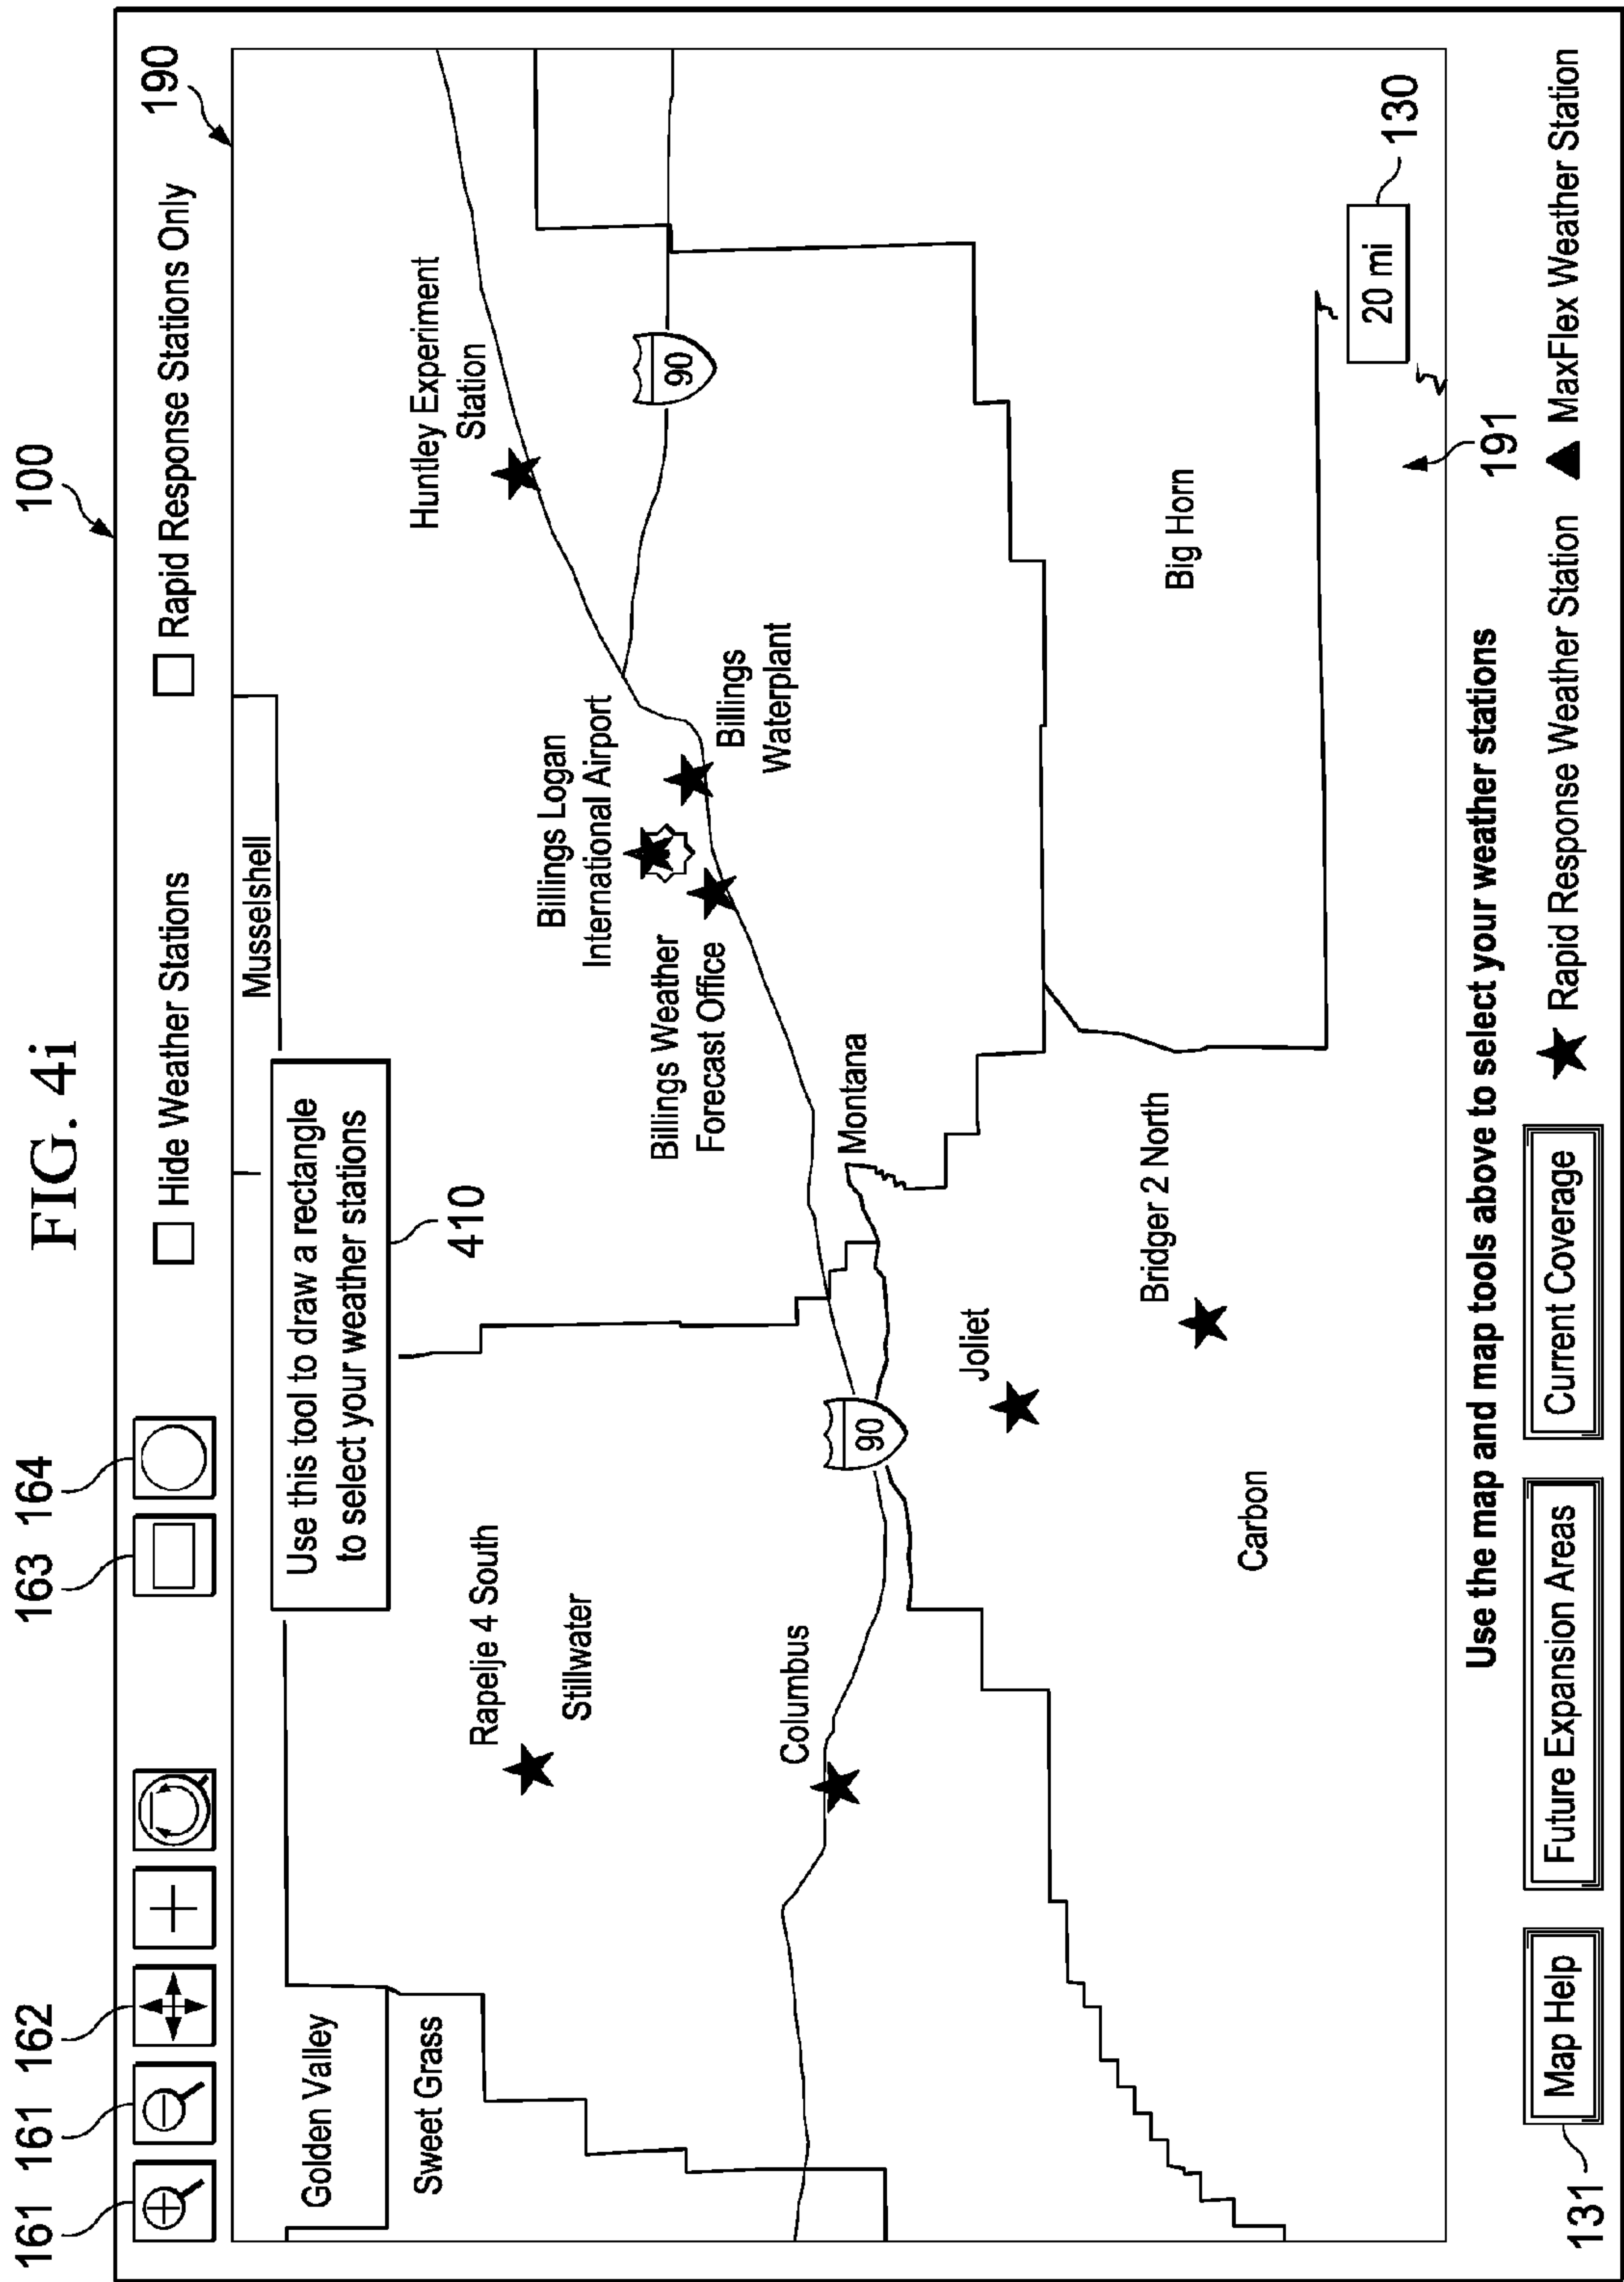 FIG. 4i
100
161
161
162
163
164
190
Hide Weather Stations
Rapid Response Stations Only
Musselshell
Golden Valley
Sweet Grass
Use this tool to draw a rectangle
to select your weather stations
410
Rapelje 4 South
Stillwater
Columbus
Huntley Experiment
Station
90
Billings Logan
International Airport
Billings Weather
Forecast Office
Billings
Waterplant
Montana
90
Joliet
Bridger 2 North
Carbon
Big Horn
20 mi
130
191
Use the map and map tools above to select your weather stations
131
Map Help
Future Expansion Areas
Current Coverage
Rapid Response Weather Station
MaxFlex Weather Station